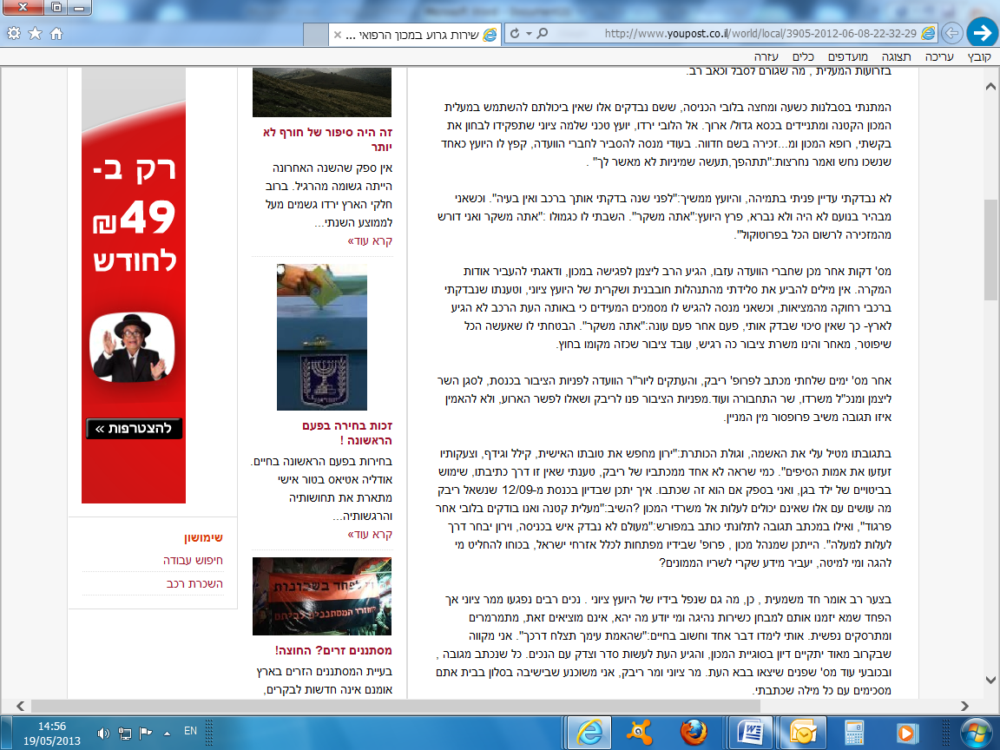 http://www.youpost.co.il/world/local/3905-2012-06-08-22-32-29
שירות גרוע במכון הרפואי ...
קובץ עריכה תצוגה מועדפים כלים עזרה
בזרועות המעלית , מה שגורם לסבל וכאב רב.
המתנתי בסבלנות כשעה ומחצה בלובי הכניסה, ששם נבדקים אלו שאין ביכולתם להשתמש במעלית
המכון הקטנה ומתניידים בכסא גדול/ ארוך. אל הלובי ירדו, יועץ טכני שלמה ציוני שתפקידו לבחון את
בקשתי, רופא המכון ומ...זכירה בשם חדווה. בעודי מנסה להסביר לחברי הוועדה, קפץ לו היועץ כאחד
שנשכו נחש ואמר נחרצות:"תתהפך,תעשה שמיניות לא מאשר לך" .
לא נבדקתי עדיין פניתי בתמיהה, והיועץ ממשיך:"לפני שנה בדקתי אותך ברכב ואין בעיה". וכשאני
מבהיר בנועם לא היה ולא נברא, פרץ היועץ:"אתה משקר". השבתי לו כגמולו :"אתה משקר ואני דורש
מהמזכירה לרשום הכל בפרוטוקול".
מס' דקות אחר מכן שחברי הוועדה עזבו, הגיע הרב ליצמן לפגישה במכון, ודאגתי להעביר אודות
המקרה. אין מילים להביע את סלידתי מהתנהלות חובבנית ושקרית של היועץ ציוני, וטענתו שנבדקתי
ברכבי רחוקה מהמציאות, וכשאני מנסה להגיש לו מסמכים המעידים כי באותה העת הרכב לא הגיע
לארץ- כך שאין סיכוי שבדק אותי, פעם אחר פעם עונה:"אתה משקר". הבטחתי לו שאעשה הכל
שיפוטר, מאחר והינו משרת ציבור כה רגיש, עובד ציבור שכזה מקומו בחוץ.
אחר מס' ימים שלחתי מכתב לפרופ' ריבק, והעתקים ליור"ר הוועדה לפניות הציבור בכנסת, לסגן השר
ליצמן ומנכ"ל משרדו, שר התחבורה ועוד.מפניות הציבור פנו לריבק ושאלו לפשר הארוע, ולא להאמין
איזו תגובה משיב פרופסור מין המניין.
בתגובתו מטיל עלי את האשמה, וגולת הכותרת:"ירון מחפש את טובתו האישית, קילל וגידף, וצעקותיו
זעזעו את אמות הסיפים". כמי שראה לא אחד ממכתביו של ריבק, טענתי שאין זו דרך כתיבתו, שימוש
בביטויים של ילד בגן, ואני בספק אם הוא זה שכתבו. איך יתכן שבדיון בכנסת מ-12/09 שנשאל ריבק
מה עושים עם אלו שאינם יכולים לעלות אל משרדי המכון ?השיב:"מעלית קטנה ואנו בודקים בלובי אחר
פרגוד", ואילו במכתב תגובה לתלונתי כותב במפורש:"מעולם לא נבדק איש בכניסה, וירון יבחר דרך
לעלות למעלה". הייתכן שמנהל מכון , פרופ' שבידיו מפתחות לכלל אזרחי ישראל, בכוחו להחליט מי
להגה ומי למיטה, יעביר מידע שקרי לשריו הממונים?
בצער רב אומר חד משמעית , כן, מה גם שנפל בידיו של היועץ ציוני . נכים רבים נפגעו ממר ציוני אך
הפחד שמא יזמנו אותם למבחן כשירות נהיגה ומי יודע מה יהא, אינם מוציאים זאת, מתמרמרים
ומתרסקים נפשית. אותי לימדו דבר אחד וחשוב בחיים:"שהאמת עימך תצלח דרכך". אני מקווה
שבקרוב מאוד יתקיים דיון בסוגיית המכון, והגיע העת לעשות סדר וצדק עם הנכים. כל שנכתב מגובה ,
ובכובעי עוד מס' שפנים שיצאו בבא העת. מר ציוני ומר ריבק, אני משוכנע שבישיבה בסלון בבית אתם
מסכימים עם כל מילה שכתבתי.
זה היה סיפור של חורף לא
יותר
אין ספק שהשנה האחרונה
הייתה גשומה מהרגיל. ברוב
חלקי הארץ ירדו גשמים מעל
לממוצע השנתי...
קרא עוד»
זכות בחירה בפעם
הראשונה !
בחירות בפעם הראשונה בחיים.
אודליה אטיאס בטור אישי
מתארת את תחושותיה
והרגשותיה...
קרא עוד»
מסתננים זרים? החוצה!
בעיית המסתננים הזרים בארץ
אומנם אינה חדשות לבקרים,
רק ב-
49₪
לחודש
להצטרפות »
שימושון
חיפוש עבודה
השכרת רכב
EN
14:56
19/05/2013